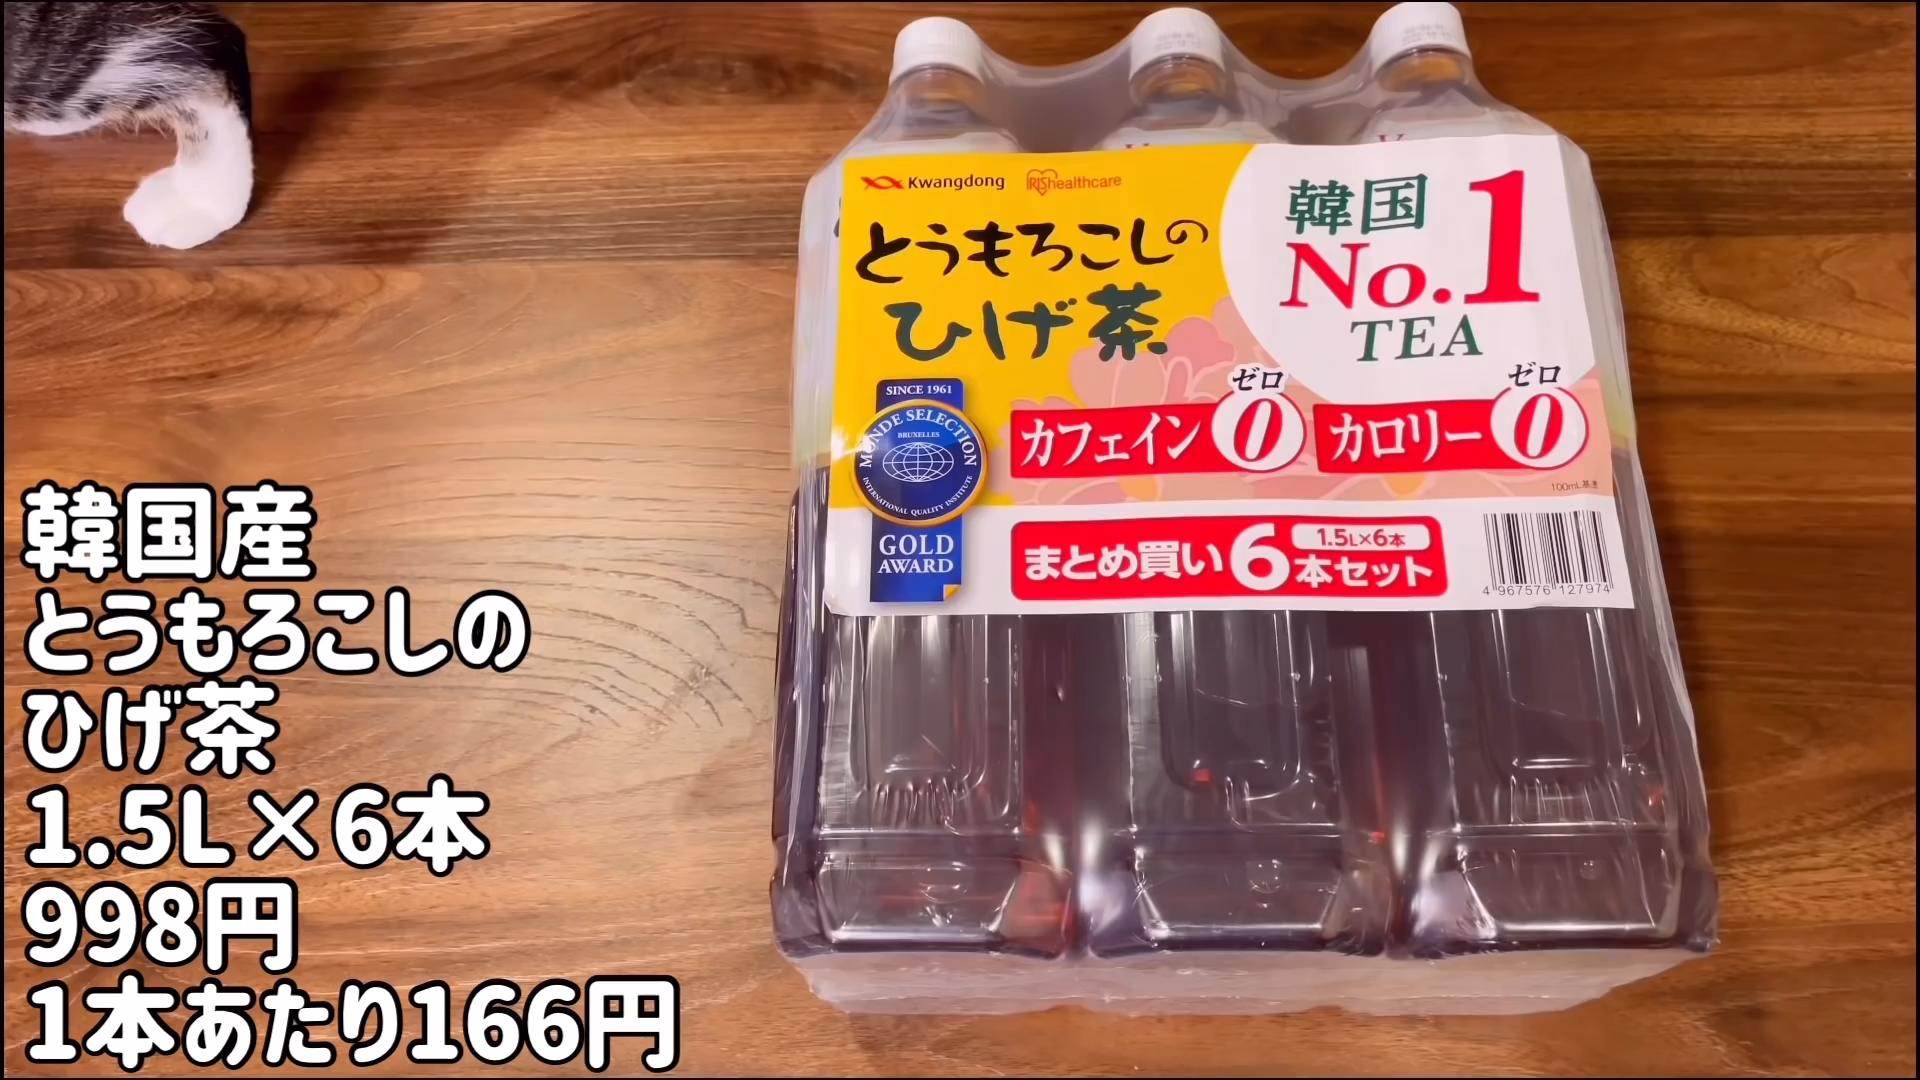 Kwangdong
IRIShealthcare
とうもろこしの
ひげ茶
韓国
No.1
TEA
ゼロ
カフェイン0
ゼロ
カロリー0
100mL基準
SINCE 1961
MONDE SELECTION
BRUXELLES
INTERNATIONAL QUALITY INSTITUTE
GOLD
AWARD
まとめ買い6本セット
1.5L×6本
4 967576 127974
韓国産
とうもろこしの
ひげ茶
1.5L×6本
998円
1本あたり166円